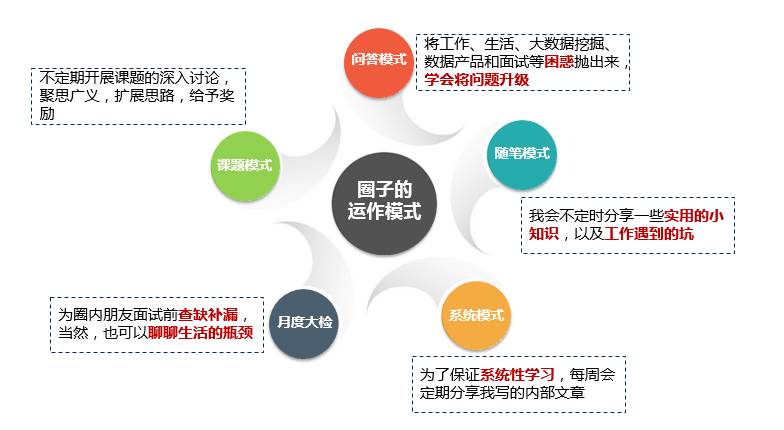 问答模式
将工作、生活、大数据挖掘、
数据产品和面试等困惑抛出来，
学会将问题升级
不定期开展课题的深入讨论，
聚思广义，扩展思路，给予奖
励
课题模式
随笔模式
圈子的
运作模式
我会不定时分享一些实用的小
知识，以及工作遇到的坑
为圈内朋友面试前查缺补漏，
当然，也可以聊聊生活的瓶颈
月度大检
系统模式
为了保证系统性学习，每周会
定期分享我写的内部文章